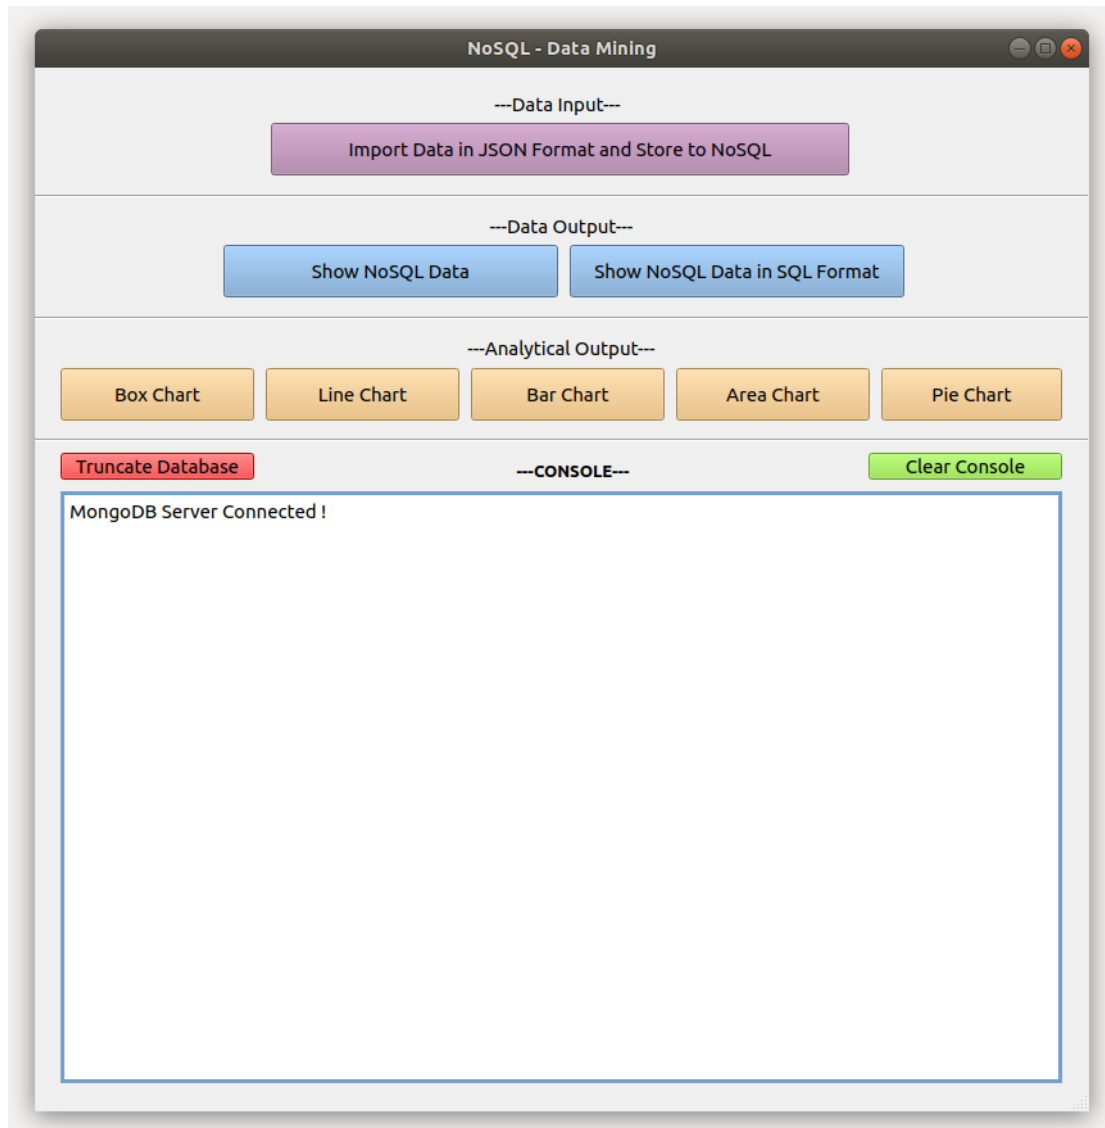 NoSQL - Data Mining
---Data Input---
Import Data in JSON Format and Store to NoSQL
---Data Output---
Show NoSQL Data
Show NoSQL Data in SQL Format
---Analytical Output---
Box Chart
Line Chart
Bar Chart
Area Chart
Pie Chart
Truncate Database
---CONSOLE---
Clear Console
MongoDB Server Connected !